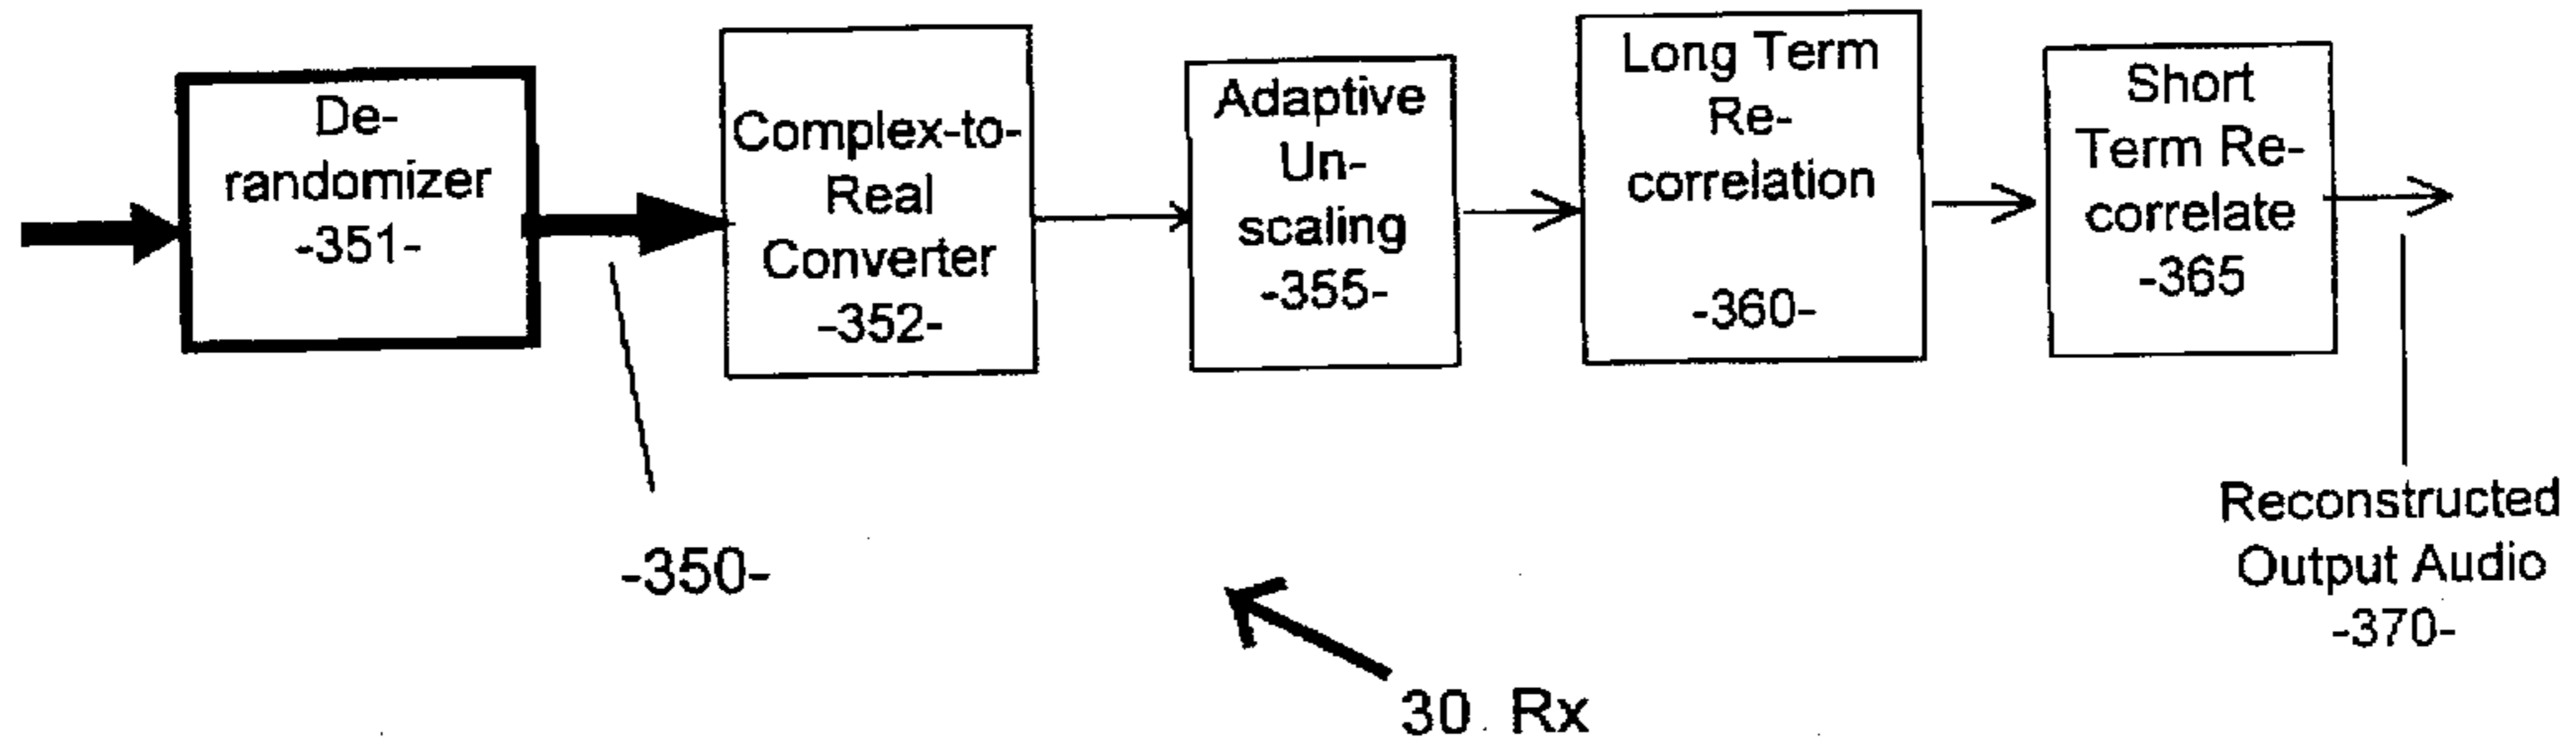 De-
randomizer
-351-
Complex-to-
Real
Converter
-352-
Adaptive
Un-
scaling
-355-
Long Term
Re-
correlation
-360-
Short
Term Re-
correlate
-365
-350-
Reconstructed
Output Audio
-370-
30 Rx